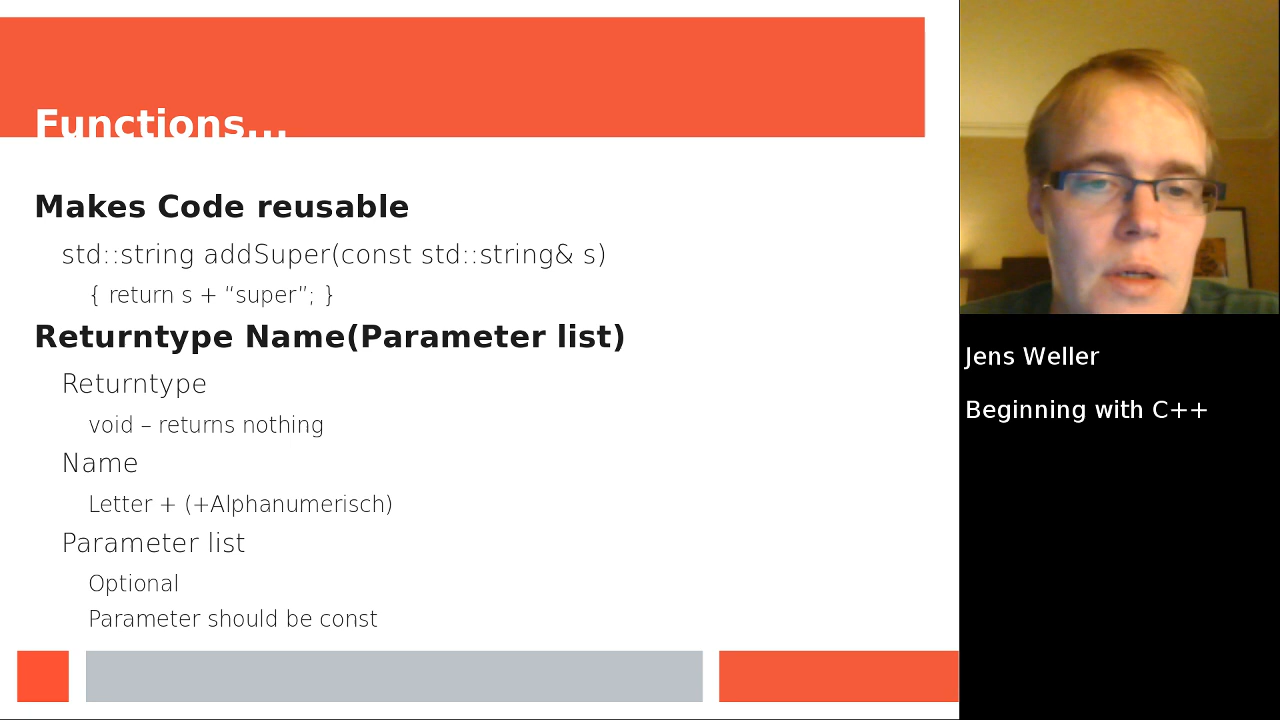 Functions...
Makes Code reusable
std::string addSuper(const std::string& s)
{ return s + “super”; }
Returntype Name(Parameter list)
Returntype
void – returns nothing
Name
Letter + (+Alphanumerisch)
Parameter list
Optional
Parameter should be const
Jens Weller
Beginning with C++